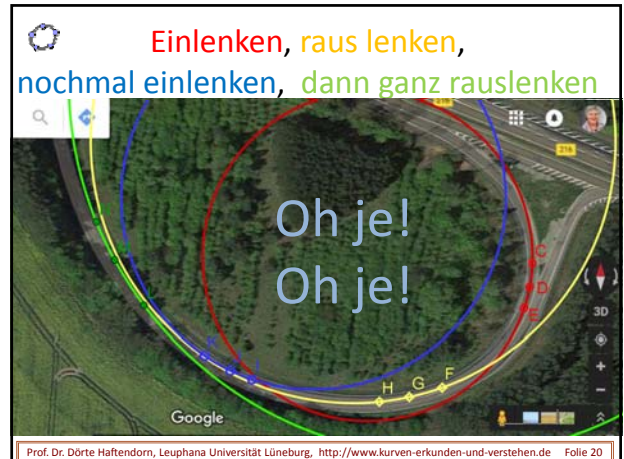 Einlenken, raus lenken,
nochmal einlenken, dann ganz rauslenken
216
216
Oh je!
Oh je!
C
D
E
3D
K
I
H G F
Google
Prof. Dr. Dörte Haftendorn, Leuphana Universität Lüneburg, http://www.kurven-erkunden-und-verstehen.de Folie 20